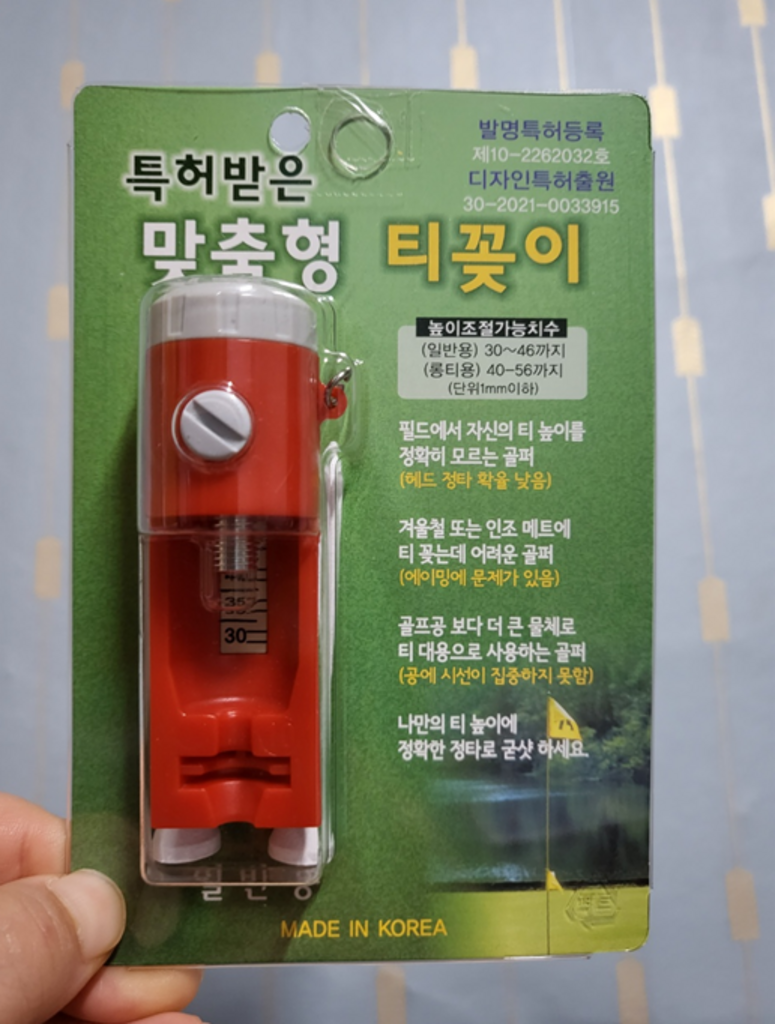 특허받은
맞춤형 티꽂이
발명특허등록
제10-2262032호
디자인특허출원
30-2021-0033915
높이조절가능치수
(일반용) 30~46까지
(롱티용) 40-56까지
(단위1mm이하)
필드에서 자신의 티 높이를
정확히 모르는 골퍼
(헤드 정타 확율 낮음)
겨울철 또는 인조 메트에
티 꽂는데 어려운 골퍼
(에이밍에 문제가 있음)
골프공 보다 더 큰 물체로
티 대용으로 사용하는 골퍼
(공에 시선이 집중하지 못함)
나만의 티 높이에
정확한 정타로 굳샷 하세요.
35
30
일반용
MADE IN KOREA